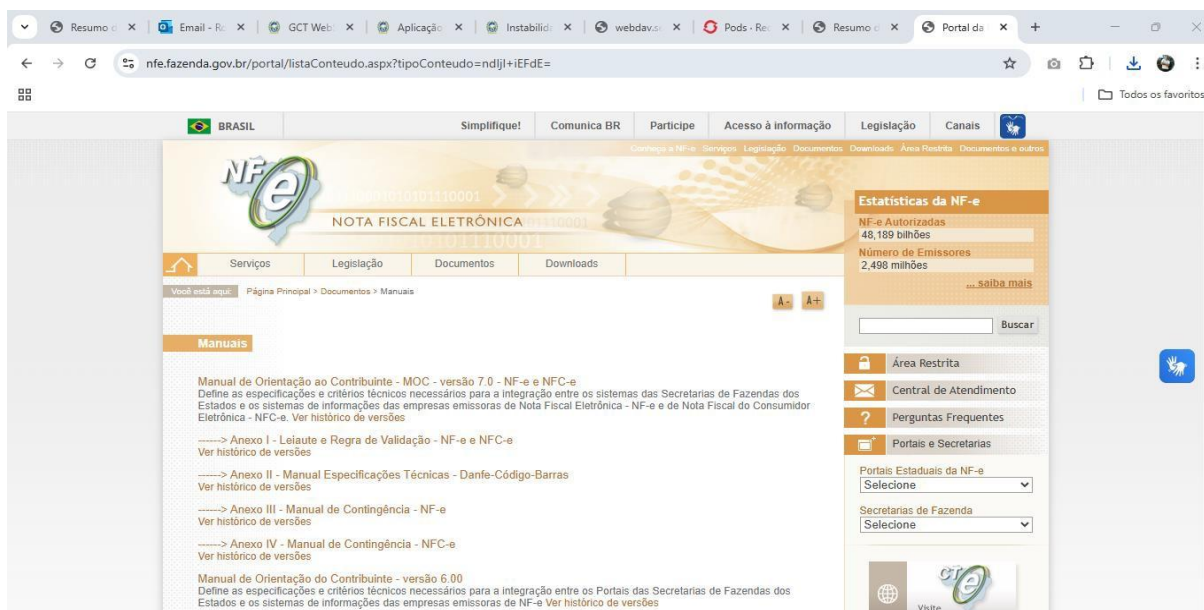 Resumo d
Email - Ro
GCT Web
Aplicação
Instabilida
webdav.se
Pods · Re
Resumo d
Portal da
nfe.fazenda.gov.br/portal/listaConteudo.aspx?tipoConteudo=ndIjl+iEFdE=
Todos os favoritos
BRASIL
Simplifique!
Comunica BR
Participe
Acesso à informação
Legislação
Canais
Conheça a NF-e Serviços Legislação Documentos Downloads Área Restrita Documentos e outros
NFe
NOTA FISCAL ELETRÔNICA
Serviços
Legislação
Documentos
Downloads
Você está aqui: Página Principal > Documentos > Manuais
A- A+
Manuais
Manual de Orientação ao Contribuinte - MOC - versão 7.0 - NF-e e NFC-e
Define as especificações e critérios técnicos necessários para a integração entre os sistemas das Secretarias de Fazendas dos
Estados e os sistemas de informações das empresas emissoras de Nota Fiscal Eletrônica - NF-e e de Nota Fiscal do Consumidor
Eletrônica - NFC-e. Ver histórico de versões
------> Anexo I - Leiaute e Regra de Validação - NF-e e NFC-e
Ver histórico de versões
------> Anexo II - Manual Especificações Técnicas - Danfe-Código-Barras
Ver histórico de versões
------> Anexo III - Manual de Contingência - NF-e
Ver histórico de versões
------> Anexo IV - Manual de Contingência - NFC-e
Ver histórico de versões
Manual de Orientação do Contribuinte - versão 6.00
Define as especificações e critérios técnicos necessários para a integração entre os Portais das Secretarias de Fazendas dos
Estados e os sistemas de informações das empresas emissoras de NF-e Ver histórico de versões
Estatísticas da NF-e
NF-e Autorizadas
48,189 bilhões
Número de Emissores
2,498 milhões
... saiba mais
Buscar
Área Restrita
Central de Atendimento
Perguntas Frequentes
Portais e Secretarias
Portais Estaduais da NF-e
Selecione
Secretarias de Fazenda
Selecione
CTe
Visite